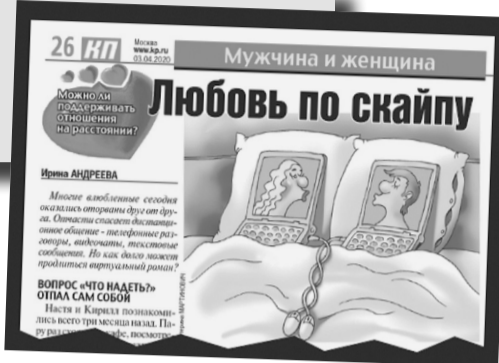 26 КП
Москва
www.kp.ru
03.04.2020
Мужчина и женщина
Можно ли
поддерживать
отношения
на расстоянии?
Любовь по скайпу
Ирина АНДРЕЕВА
Многие влюбленные сегодня
оказались оторваны друг от дру-
га. Отчасти спасает дистанци-
онное общение - телефонные раз-
говоры, видеочаты, текстовые
сообщения. Но как долго может
продлиться виртуальный роман?
ВОПРОС «ЧТО НАДЕТЬ?»
ОТПАЛ САМ СОБОЙ
Настя и Кирилл познакоми-
лись всего три месяца назад. Па-
ру раз